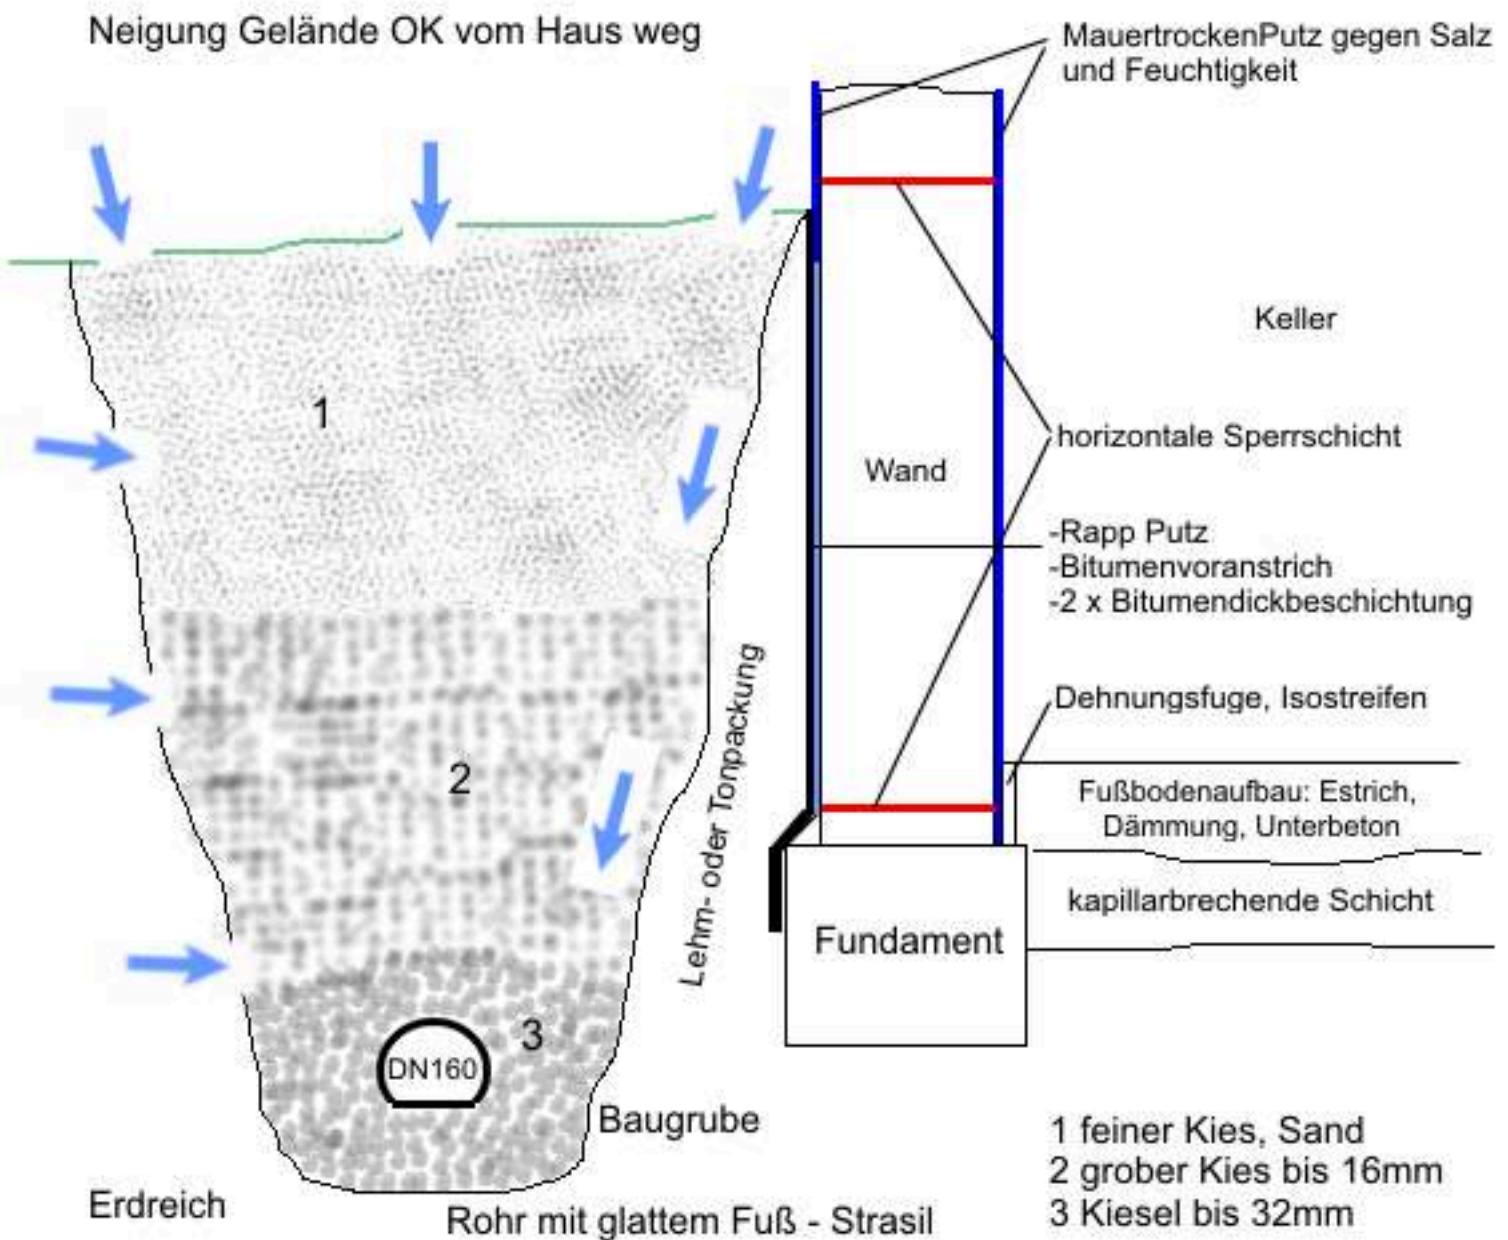 Neigung Gelände OK vom Haus weg
MauertrockenPutz gegen Salz
und Feuchtigkeit
Keller
1
horizontale Sperrschicht
Wand
-Rapp Putz
-Bitumenvoranstrich
-2 x Bitumendickbeschichtung
Dehnungsfuge, Isostreifen
2
Lehm- oder Tonpackung
Fußbodenaufbau: Estrich,
Dämmung, Unterbeton
kapillarbrechende Schicht
Fundament
3
DN160
Baugrube
1 feiner Kies, Sand
2 grober Kies bis 16mm
3 Kiesel bis 32mm
Erdreich
Rohr mit glattem Fuß - Strasil